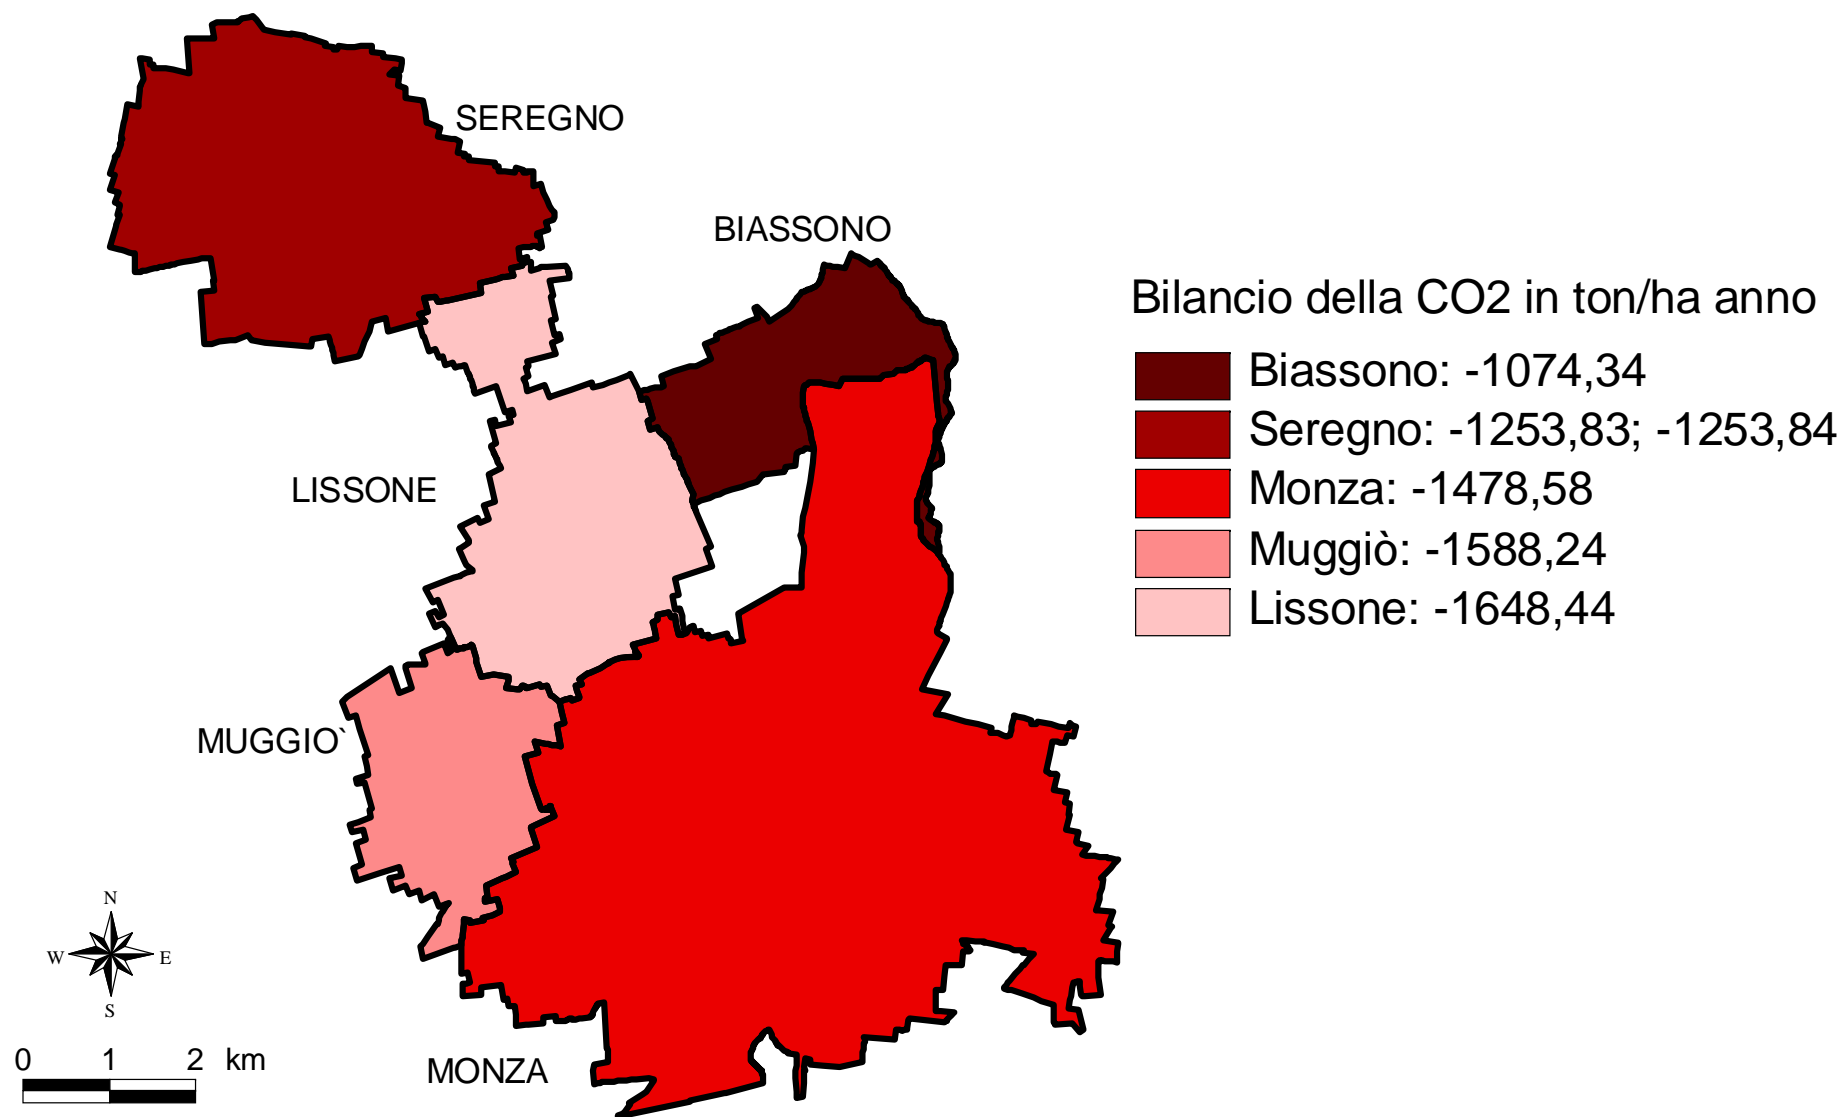 SEREGNO
BIASSONO
Bilancio della CO2 in ton/ha anno
Biassono: -1074,34
Seregno: -1253,83; -1253,84
Monza: -1478,58
Muggiò: -1588,24
Lissone: -1648,44
LISSONE
MUGGIO`
N
W E
S
0 1 2 km
MONZA